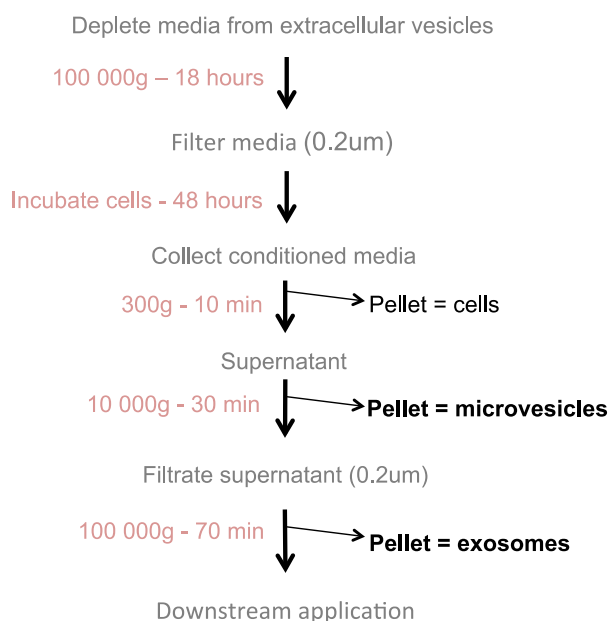 Deplete media from extracellular vesicles
100 000g – 18 hours
Filter media (0.2um)
Incubate cells - 48 hours
Collect conditioned media
300g - 10 min
Pellet = cells
Supernatant
10 000g - 30 min
Pellet = microvesicles
Filtrate supernatant (0.2um)
100 000g - 70 min
Pellet = exosomes
Downstream application